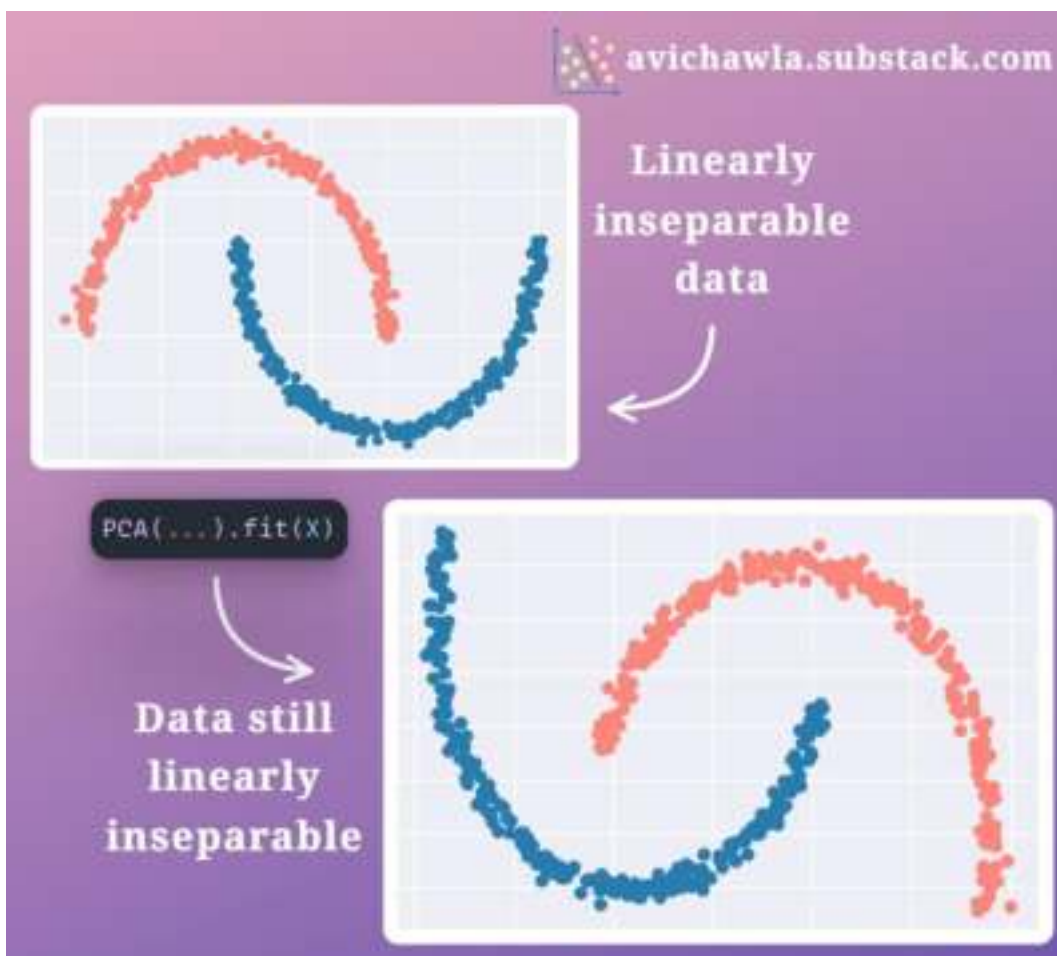 avichawla.substack.com
Linearly
inseparable
data
PCA(...).fit(X)
Data still
linearly
inseparable